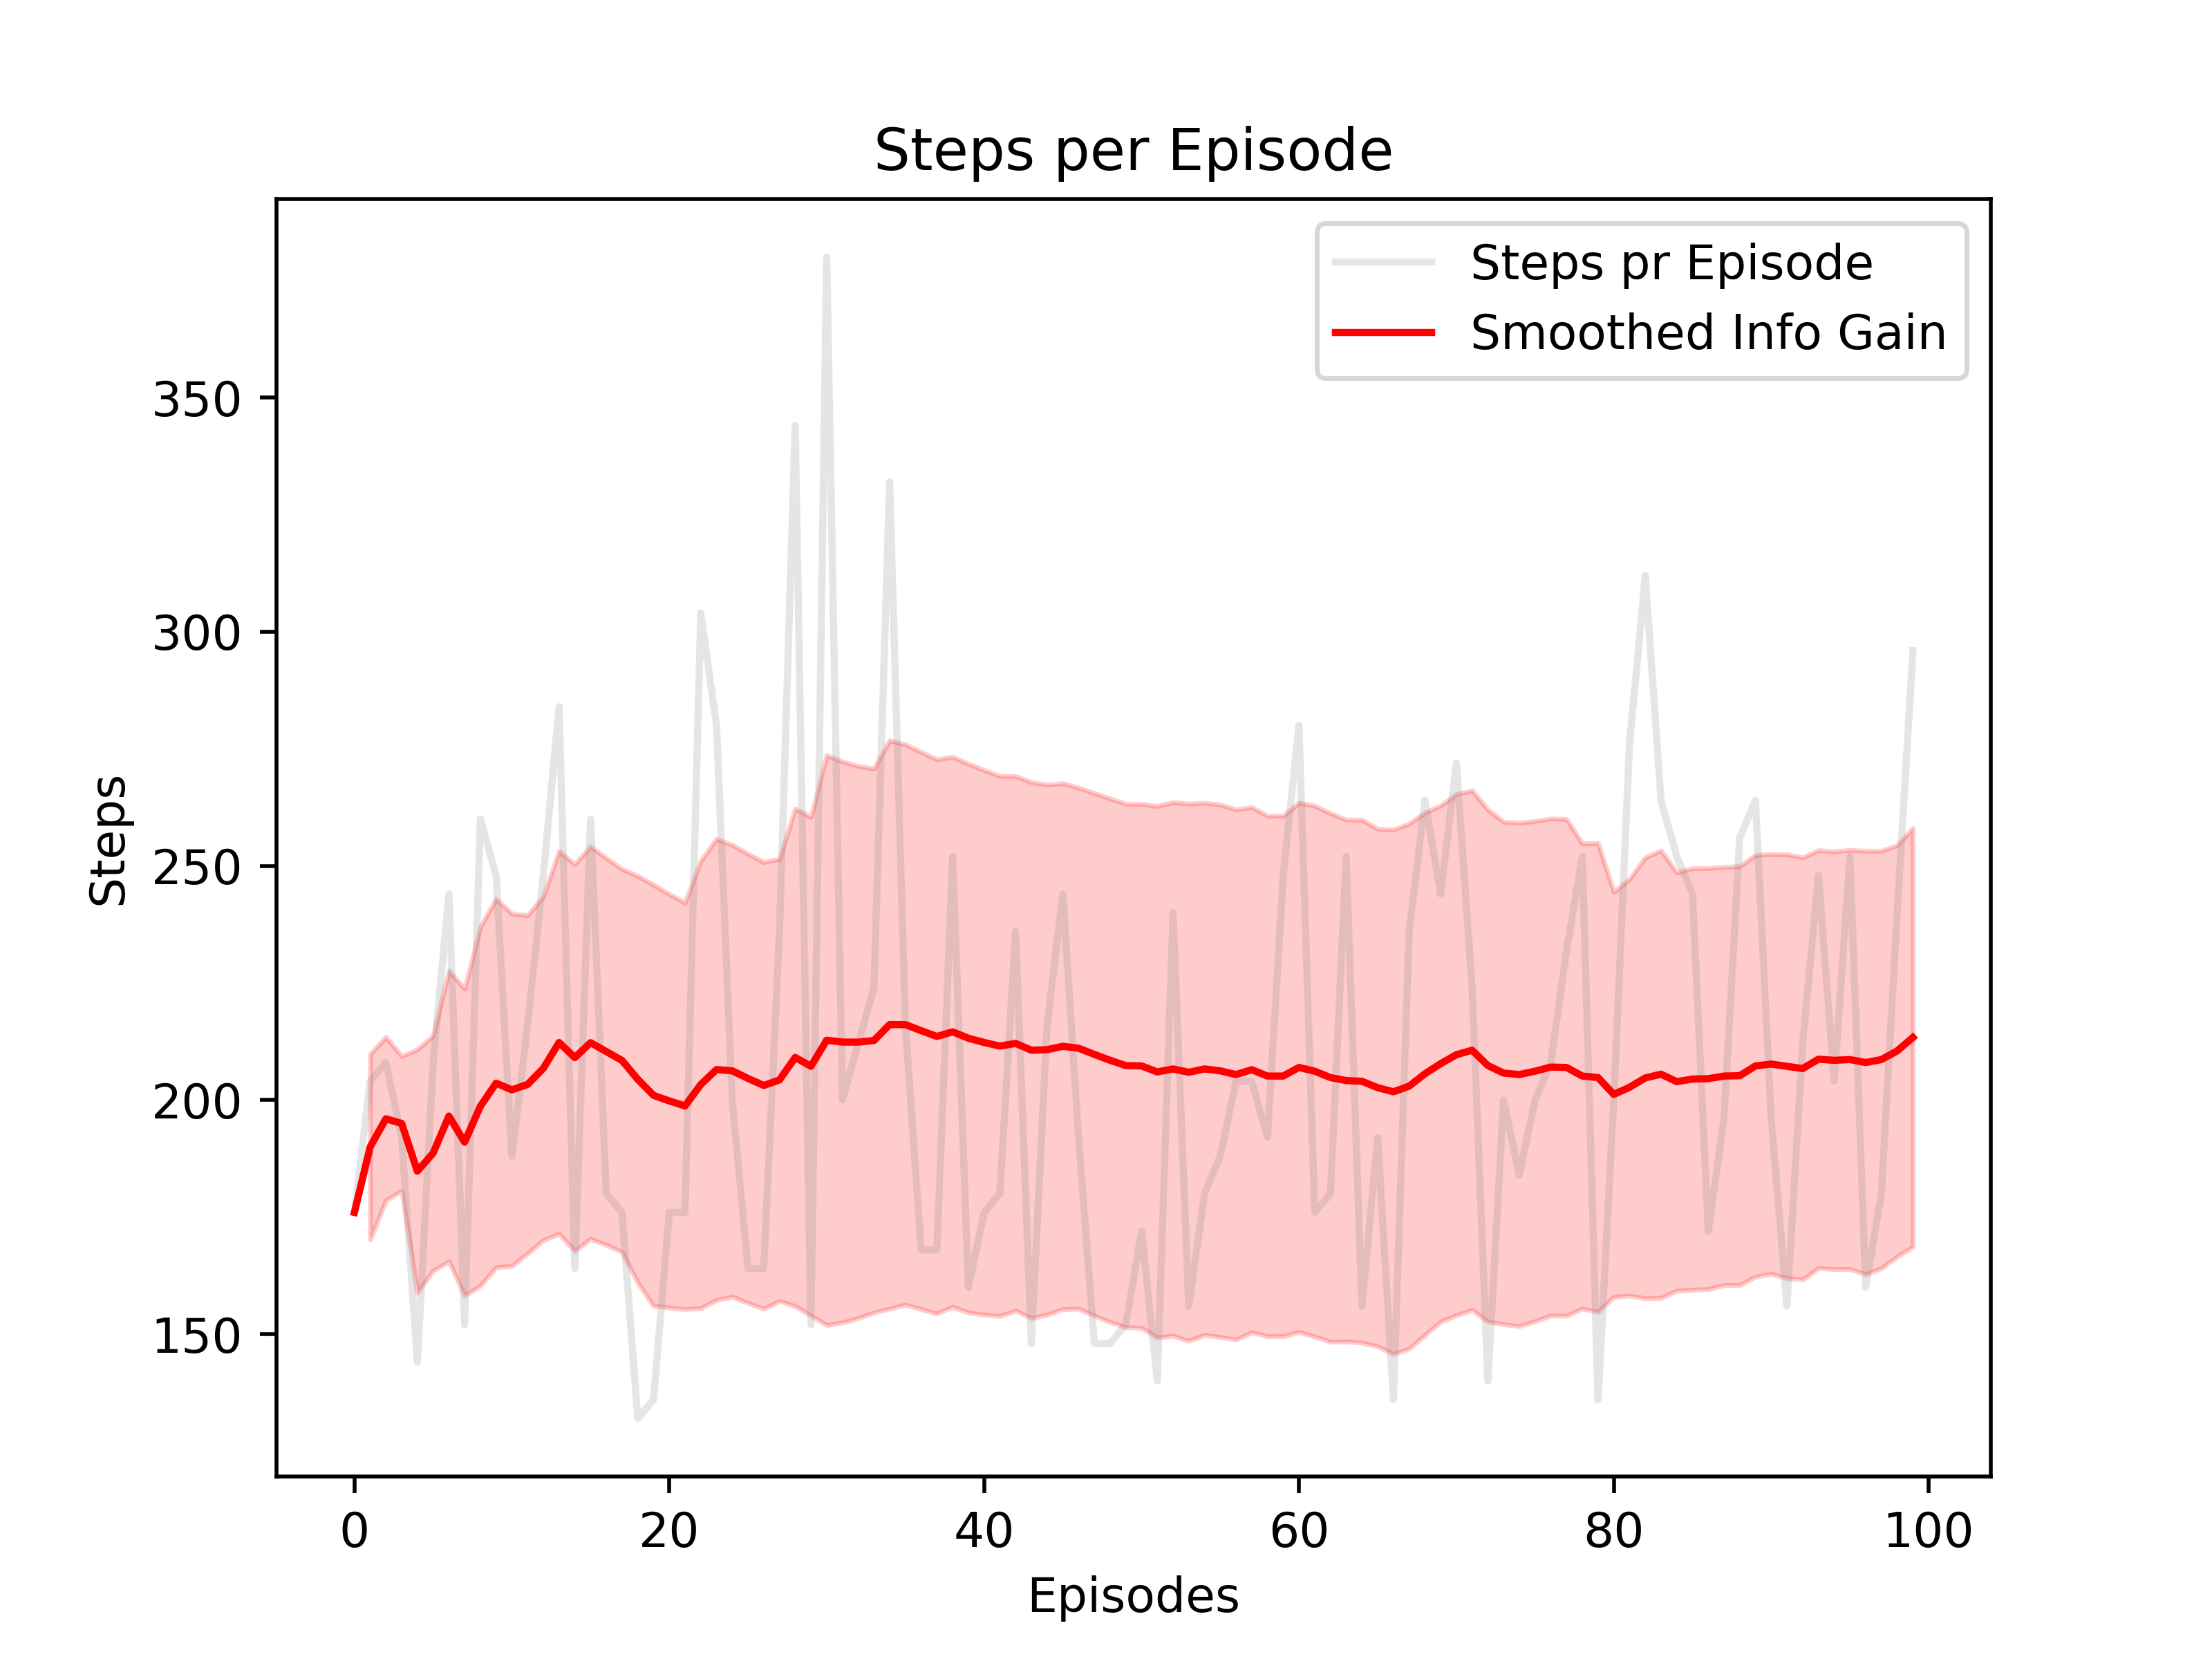 Steps per Episode
Steps pr Episode
Smoothed Info Gain
350
300
250
200
150
Steps
0 20 40 60 80 100
Episodes